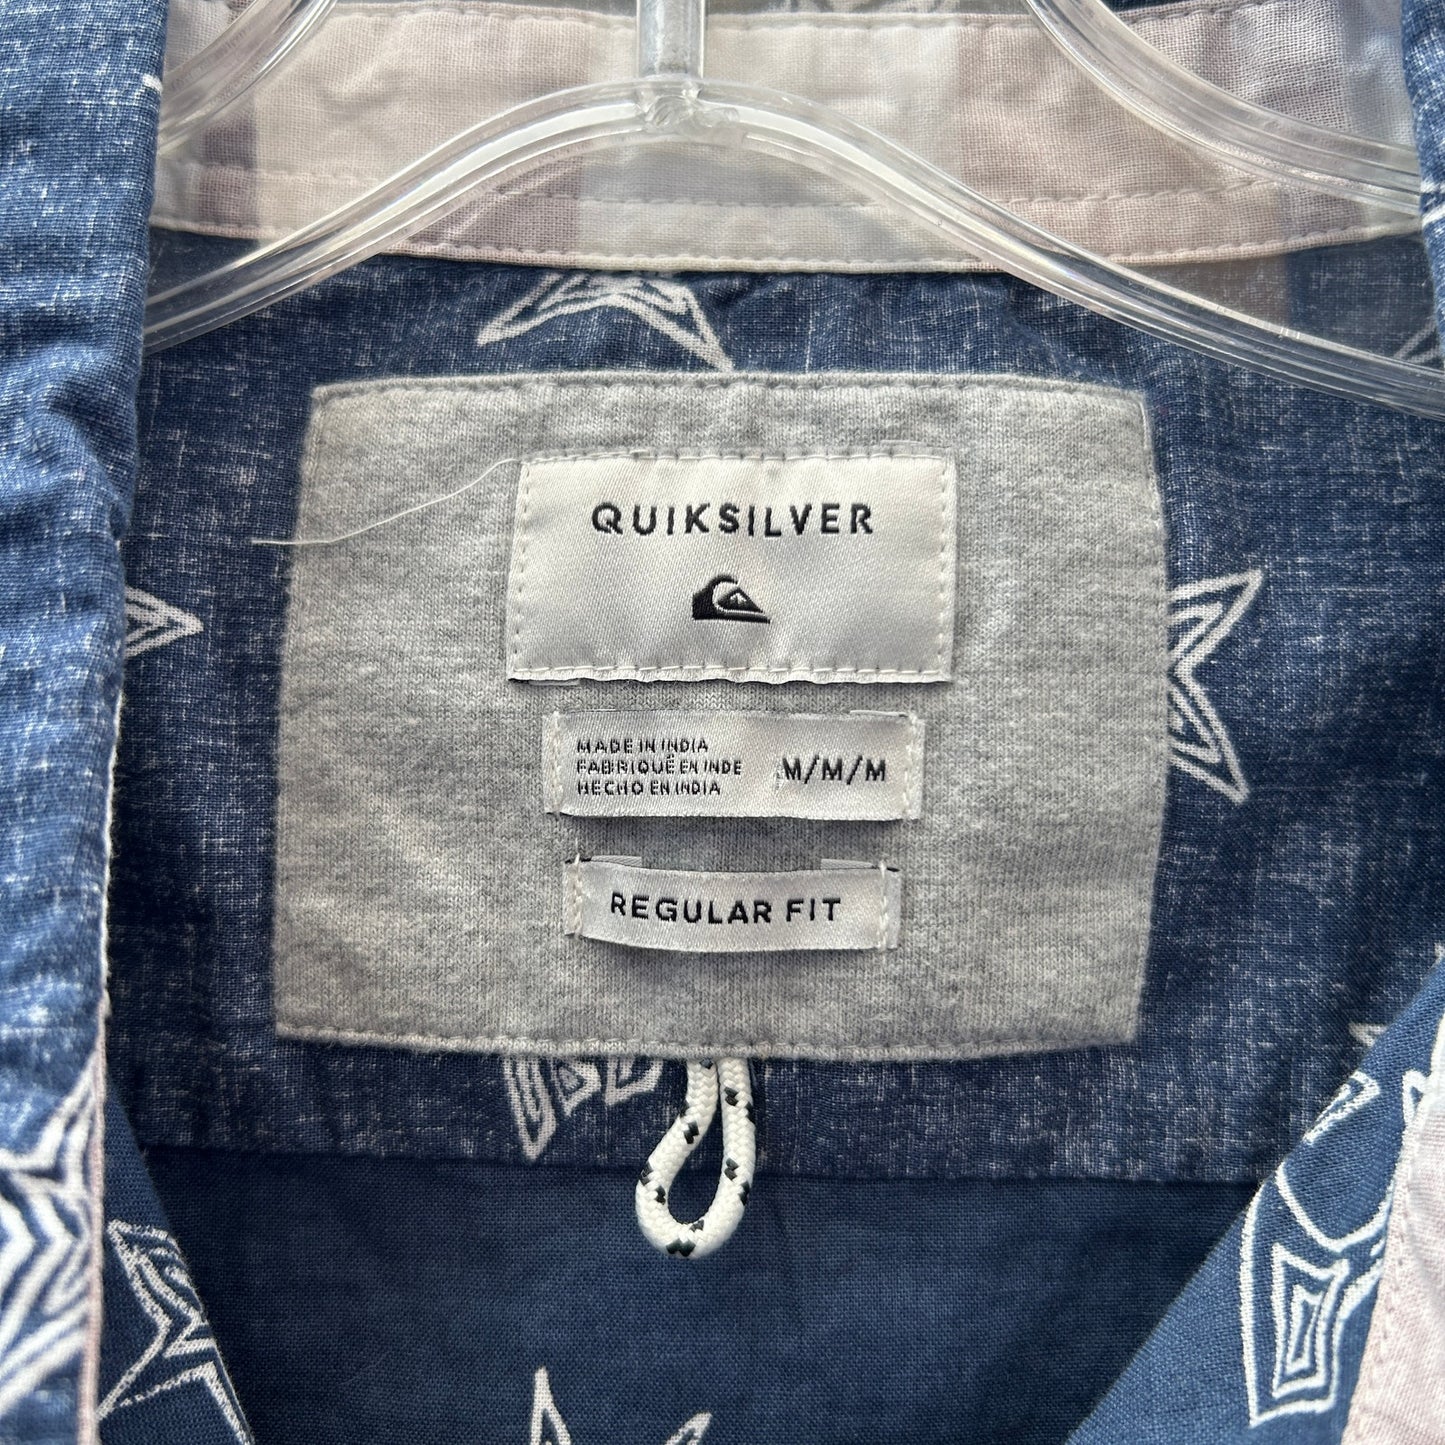 QUIKSILVER
MADE IN INDIA
FABRIQUÉ EN INDE
HECHO EN INDIA
M/M/M
REGULAR FIT